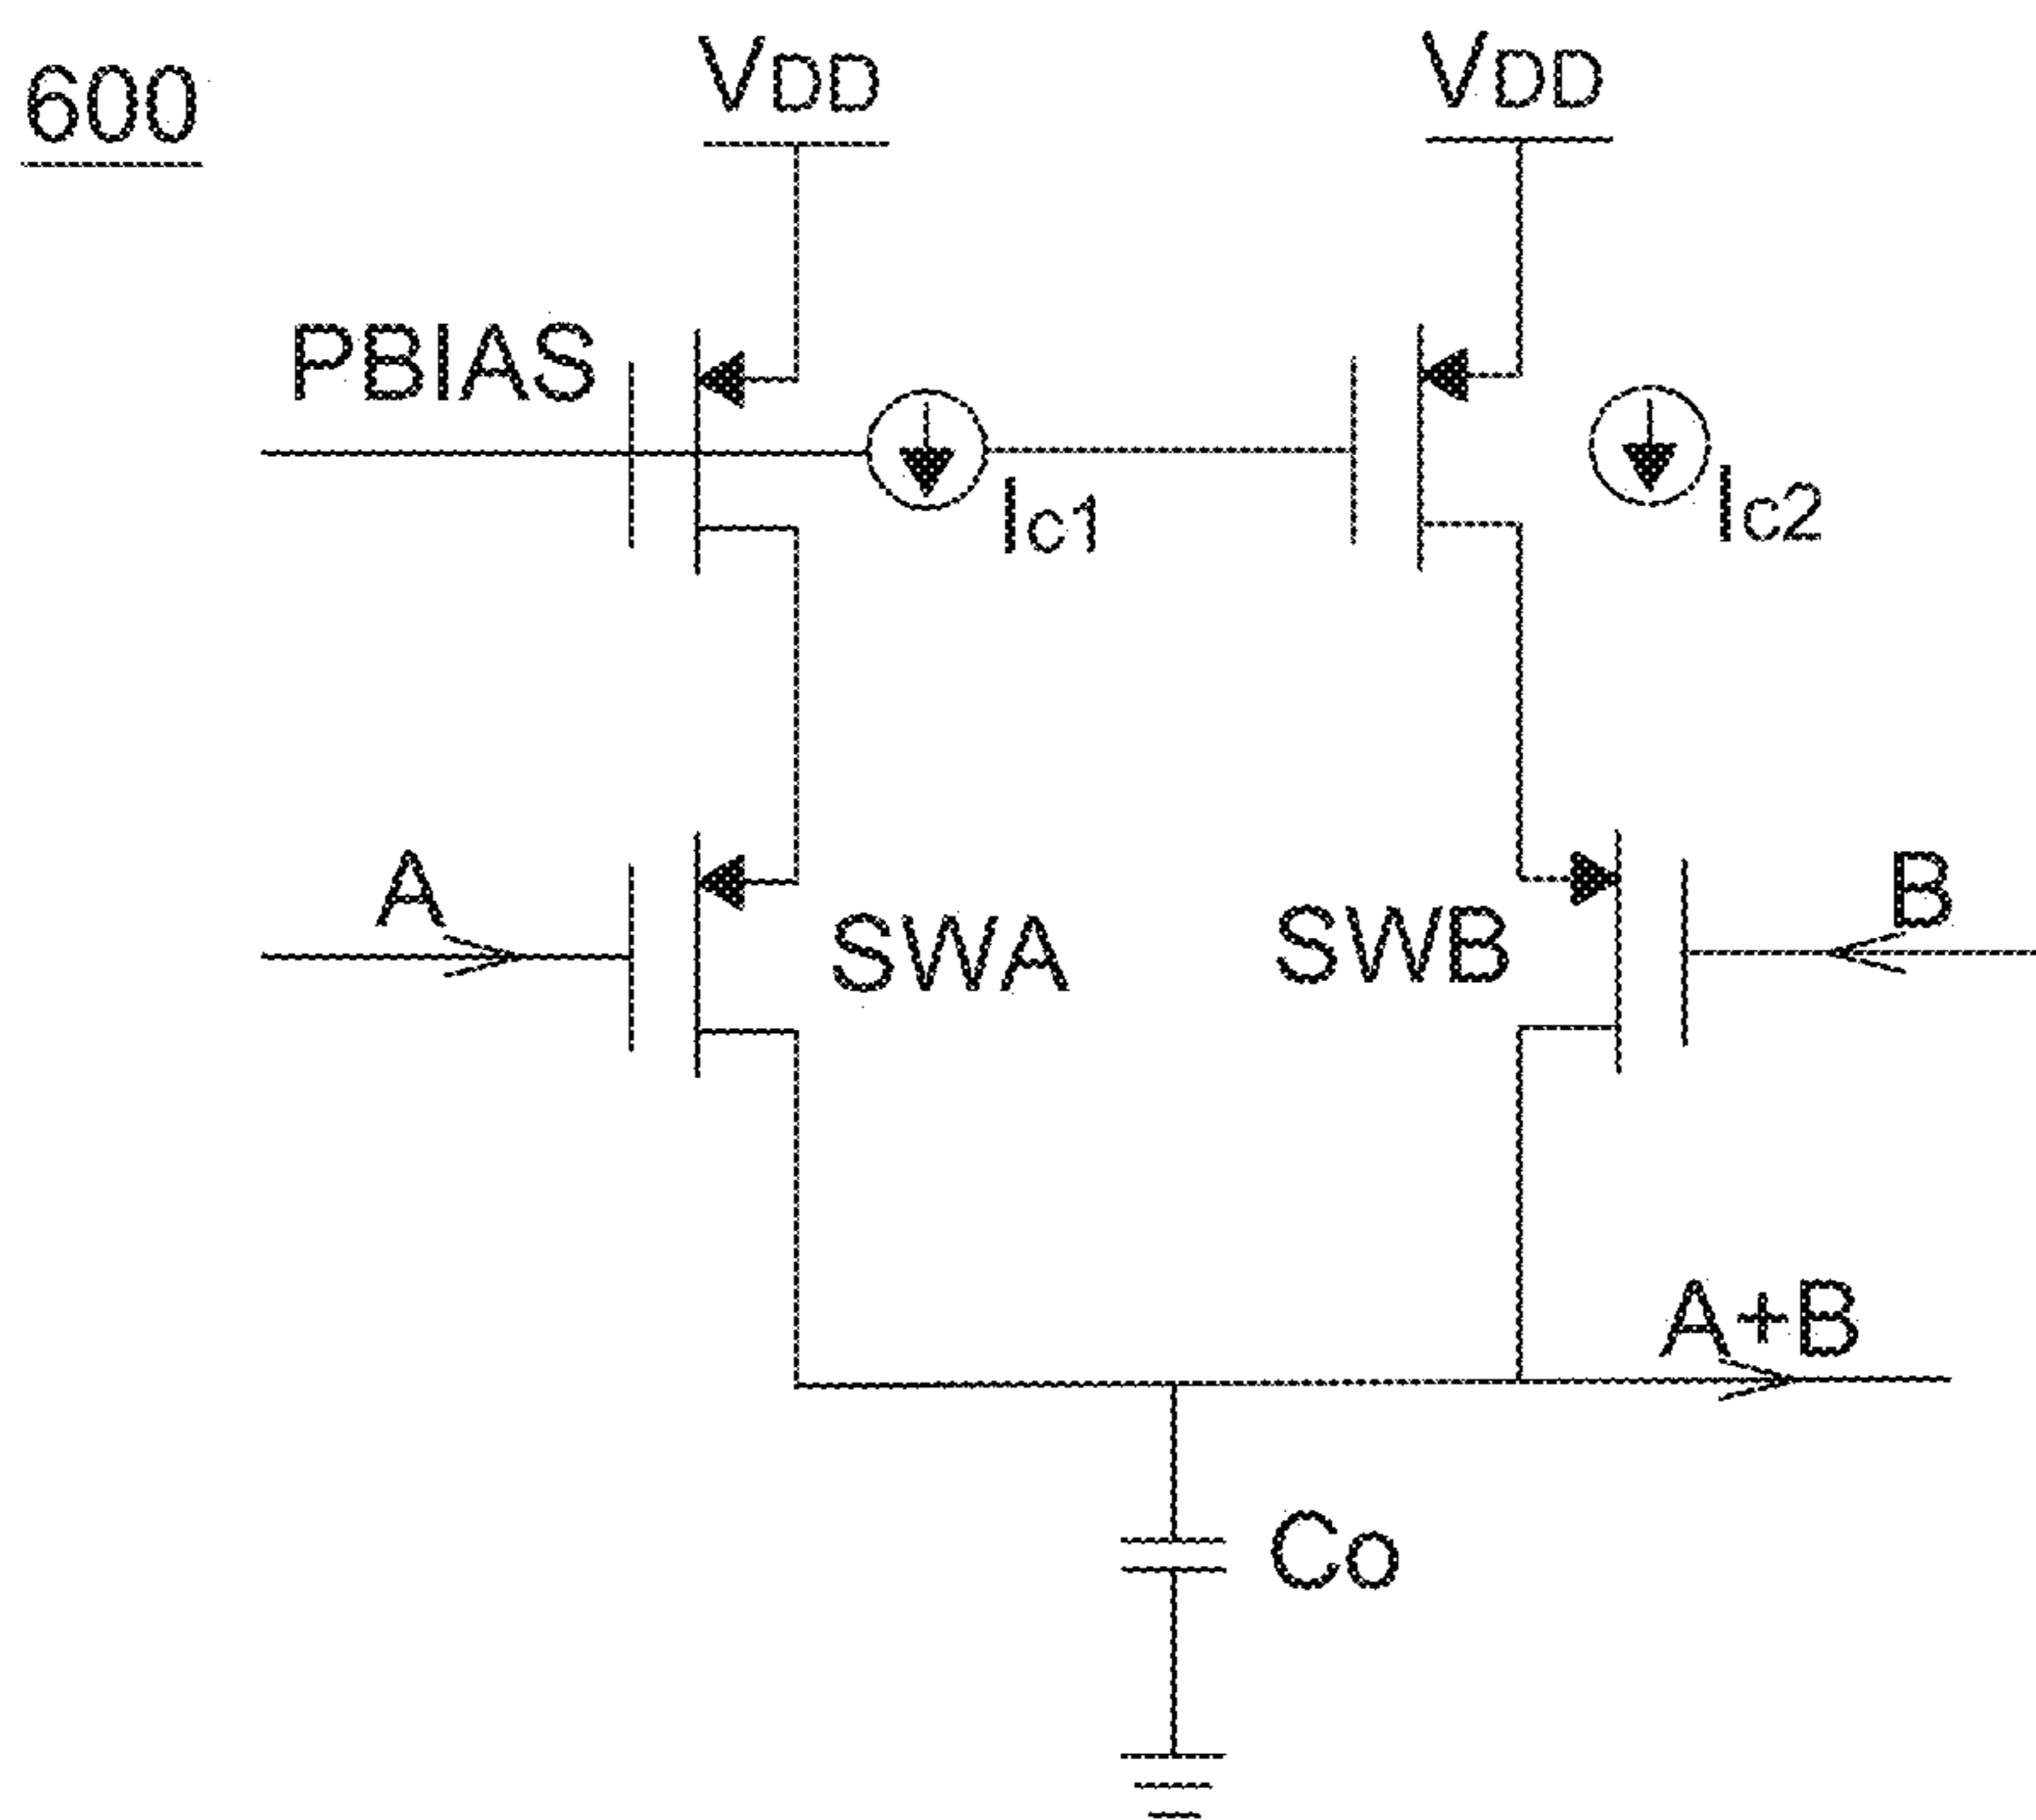 600
VDD
VDD
PBIAS
Ic1
Ic2
A
SWA
SWB
B
A+B
Co